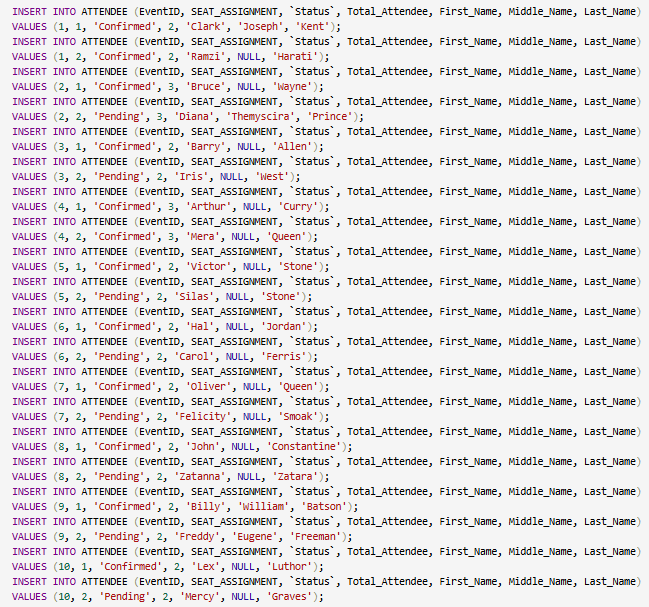 INSERT INTO ATTENDEE (EventID, SEAT_ASSIGNMENT, `Status`, Total_Attendee, First_Name, Middle_Name, Last_Name)
VALUES (1, 1, 'Confirmed', 2, 'Clark', 'Joseph', 'Kent');
INSERT INTO ATTENDEE (EventID, SEAT_ASSIGNMENT, `Status`, Total_Attendee, First_Name, Middle_Name, Last_Name)
VALUES (1, 2, 'Confirmed', 2, 'Ramzi', NULL, 'Harati');
INSERT INTO ATTENDEE (EventID, SEAT_ASSIGNMENT, `Status`, Total_Attendee, First_Name, Middle_Name, Last_Name)
VALUES (2, 1, 'Confirmed', 3, 'Bruce', NULL, 'Wayne');
INSERT INTO ATTENDEE (EventID, SEAT_ASSIGNMENT, `Status`, Total_Attendee, First_Name, Middle_Name, Last_Name)
VALUES (2, 2, 'Pending', 3, 'Diana', 'Themyscira', 'Prince');
INSERT INTO ATTENDEE (EventID, SEAT_ASSIGNMENT, `Status`, Total_Attendee, First_Name, Middle_Name, Last_Name)
VALUES (3, 1, 'Confirmed', 2, 'Barry', NULL, 'Allen');
INSERT INTO ATTENDEE (EventID, SEAT_ASSIGNMENT, `Status`, Total_Attendee, First_Name, Middle_Name, Last_Name)
VALUES (3, 2, 'Pending', 2, 'Iris', NULL, 'West');
INSERT INTO ATTENDEE (EventID, SEAT_ASSIGNMENT, `Status`, Total_Attendee, First_Name, Middle_Name, Last_Name)
VALUES (4, 1, 'Confirmed', 3, 'Arthur', NULL, 'Curry');
INSERT INTO ATTENDEE (EventID, SEAT_ASSIGNMENT, `Status`, Total_Attendee, First_Name, Middle_Name, Last_Name)
VALUES (4, 2, 'Confirmed', 3, 'Mera', NULL, 'Queen');
INSERT INTO ATTENDEE (EventID, SEAT_ASSIGNMENT, `Status`, Total_Attendee, First_Name, Middle_Name, Last_Name)
VALUES (5, 1, 'Confirmed', 2, 'Victor', NULL, 'Stone');
INSERT INTO ATTENDEE (EventID, SEAT_ASSIGNMENT, `Status`, Total_Attendee, First_Name, Middle_Name, Last_Name)
VALUES (5, 2, 'Pending', 2, 'Silas', NULL, 'Stone');
INSERT INTO ATTENDEE (EventID, SEAT_ASSIGNMENT, `Status`, Total_Attendee, First_Name, Middle_Name, Last_Name)
VALUES (6, 1, 'Confirmed', 2, 'Hal', NULL, 'Jordan');
INSERT INTO ATTENDEE (EventID, SEAT_ASSIGNMENT, `Status`, Total_Attendee, First_Name, Middle_Name, Last_Name)
VALUES (6, 2, 'Pending', 2, 'Carol', NULL, 'Ferris');
INSERT INTO ATTENDEE (EventID, SEAT_ASSIGNMENT, `Status`, Total_Attendee, First_Name, Middle_Name, Last_Name)
VALUES (7, 1, 'Confirmed', 2, 'Oliver', NULL, 'Queen');
INSERT INTO ATTENDEE (EventID, SEAT_ASSIGNMENT, `Status`, Total_Attendee, First_Name, Middle_Name, Last_Name)
VALUES (7, 2, 'Pending', 2, 'Felicity', NULL, 'Smoak');
INSERT INTO ATTENDEE (EventID, SEAT_ASSIGNMENT, `Status`, Total_Attendee, First_Name, Middle_Name, Last_Name)
VALUES (8, 1, 'Confirmed', 2, 'John', NULL, 'Constantine');
INSERT INTO ATTENDEE (EventID, SEAT_ASSIGNMENT, `Status`, Total_Attendee, First_Name, Middle_Name, Last_Name)
VALUES (8, 2, 'Pending', 2, 'Zatanna', NULL, 'Zatara');
INSERT INTO ATTENDEE (EventID, SEAT_ASSIGNMENT, `Status`, Total_Attendee, First_Name, Middle_Name, Last_Name)
VALUES (9, 1, 'Confirmed', 2, 'Billy', 'William', 'Batson');
INSERT INTO ATTENDEE (EventID, SEAT_ASSIGNMENT, `Status`, Total_Attendee, First_Name, Middle_Name, Last_Name)
VALUES (9, 2, 'Pending', 2, 'Freddy', 'Eugene', 'Freeman');
INSERT INTO ATTENDEE (EventID, SEAT_ASSIGNMENT, `Status`, Total_Attendee, First_Name, Middle_Name, Last_Name)
VALUES (10, 1, 'Confirmed', 2, 'Lex', NULL, 'Luthor');
INSERT INTO ATTENDEE (EventID, SEAT_ASSIGNMENT, `Status`, Total_Attendee, First_Name, Middle_Name, Last_Name)
VALUES (10, 2, 'Pending', 2, 'Mercy', NULL, 'Graves');